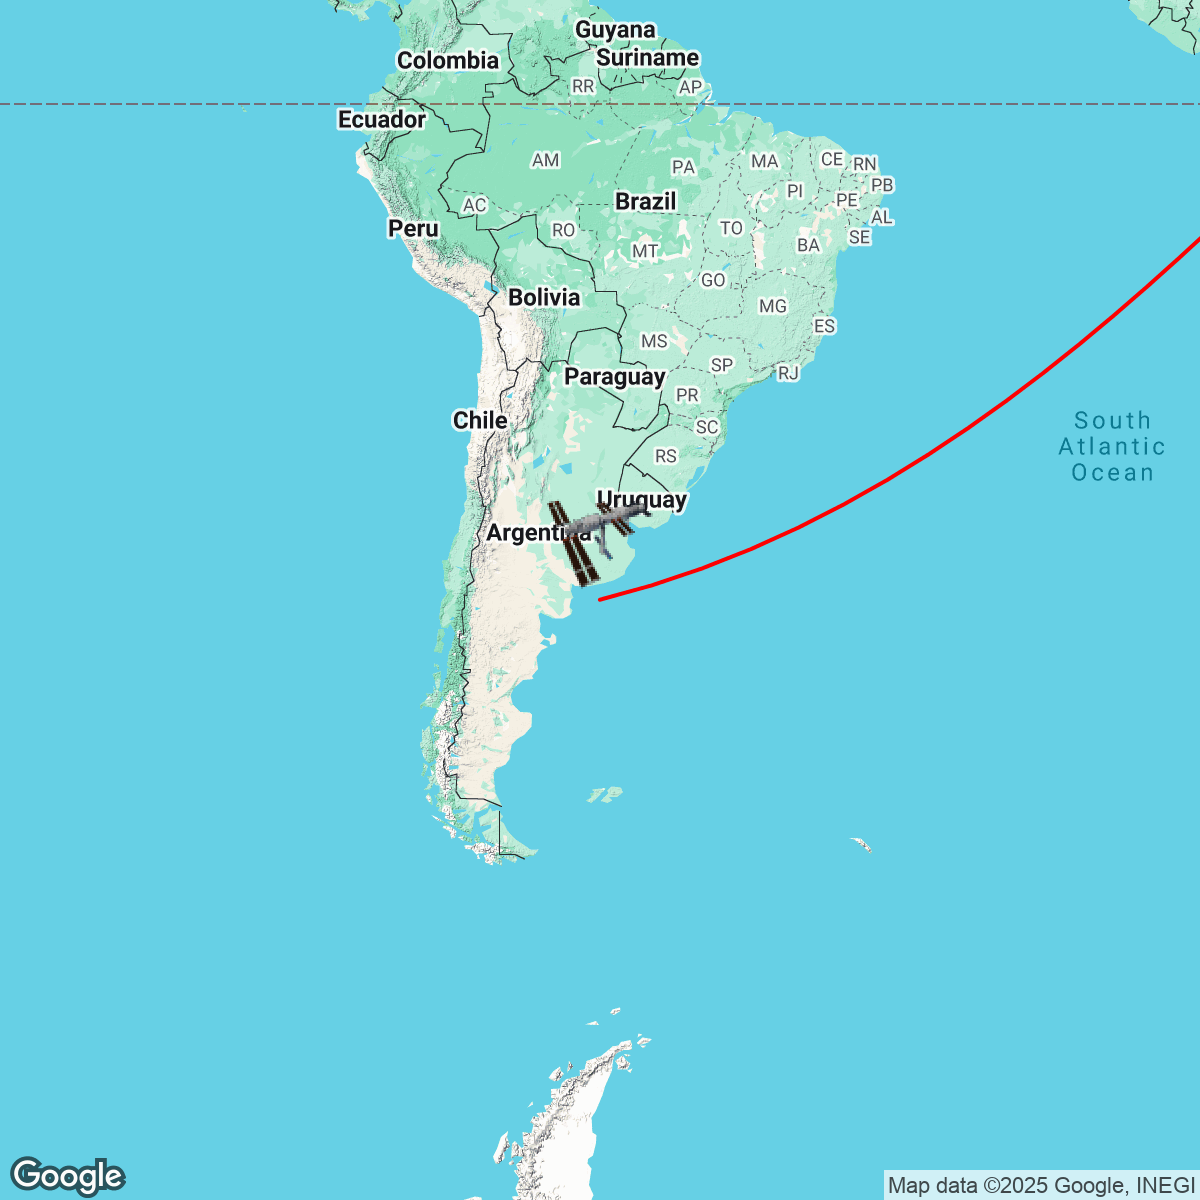 Guyana
Suriname
Colombia
RR
AP
Ecuador
AM
PA
MA
CE
RN
PI
PB
PE
AC
Brazil
AL
Peru
RO
TO
SE
MT
BA
GO
Bolivia
MG
ES
MS
SP
RJ
Paraguay
PR
Chile
SC
South
Atlantic
Ocean
RS
Uruguay
Argentina
Google
Map data ©2025 Google, INEGI